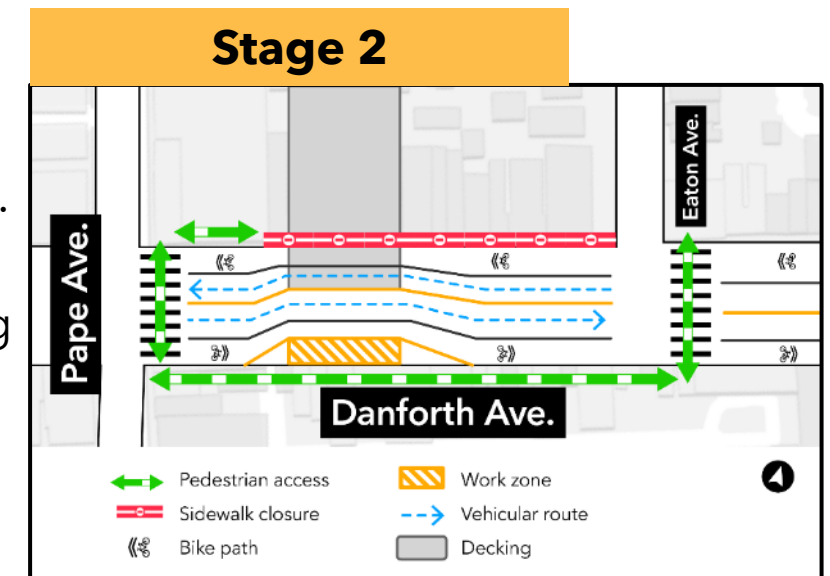 Stage 2
.
g
Eaton Ave.
Pape Ave.
Danforth Ave.
Pedestrian access
Work zone
Sidewalk closure
Vehicular route
Bike path
Decking